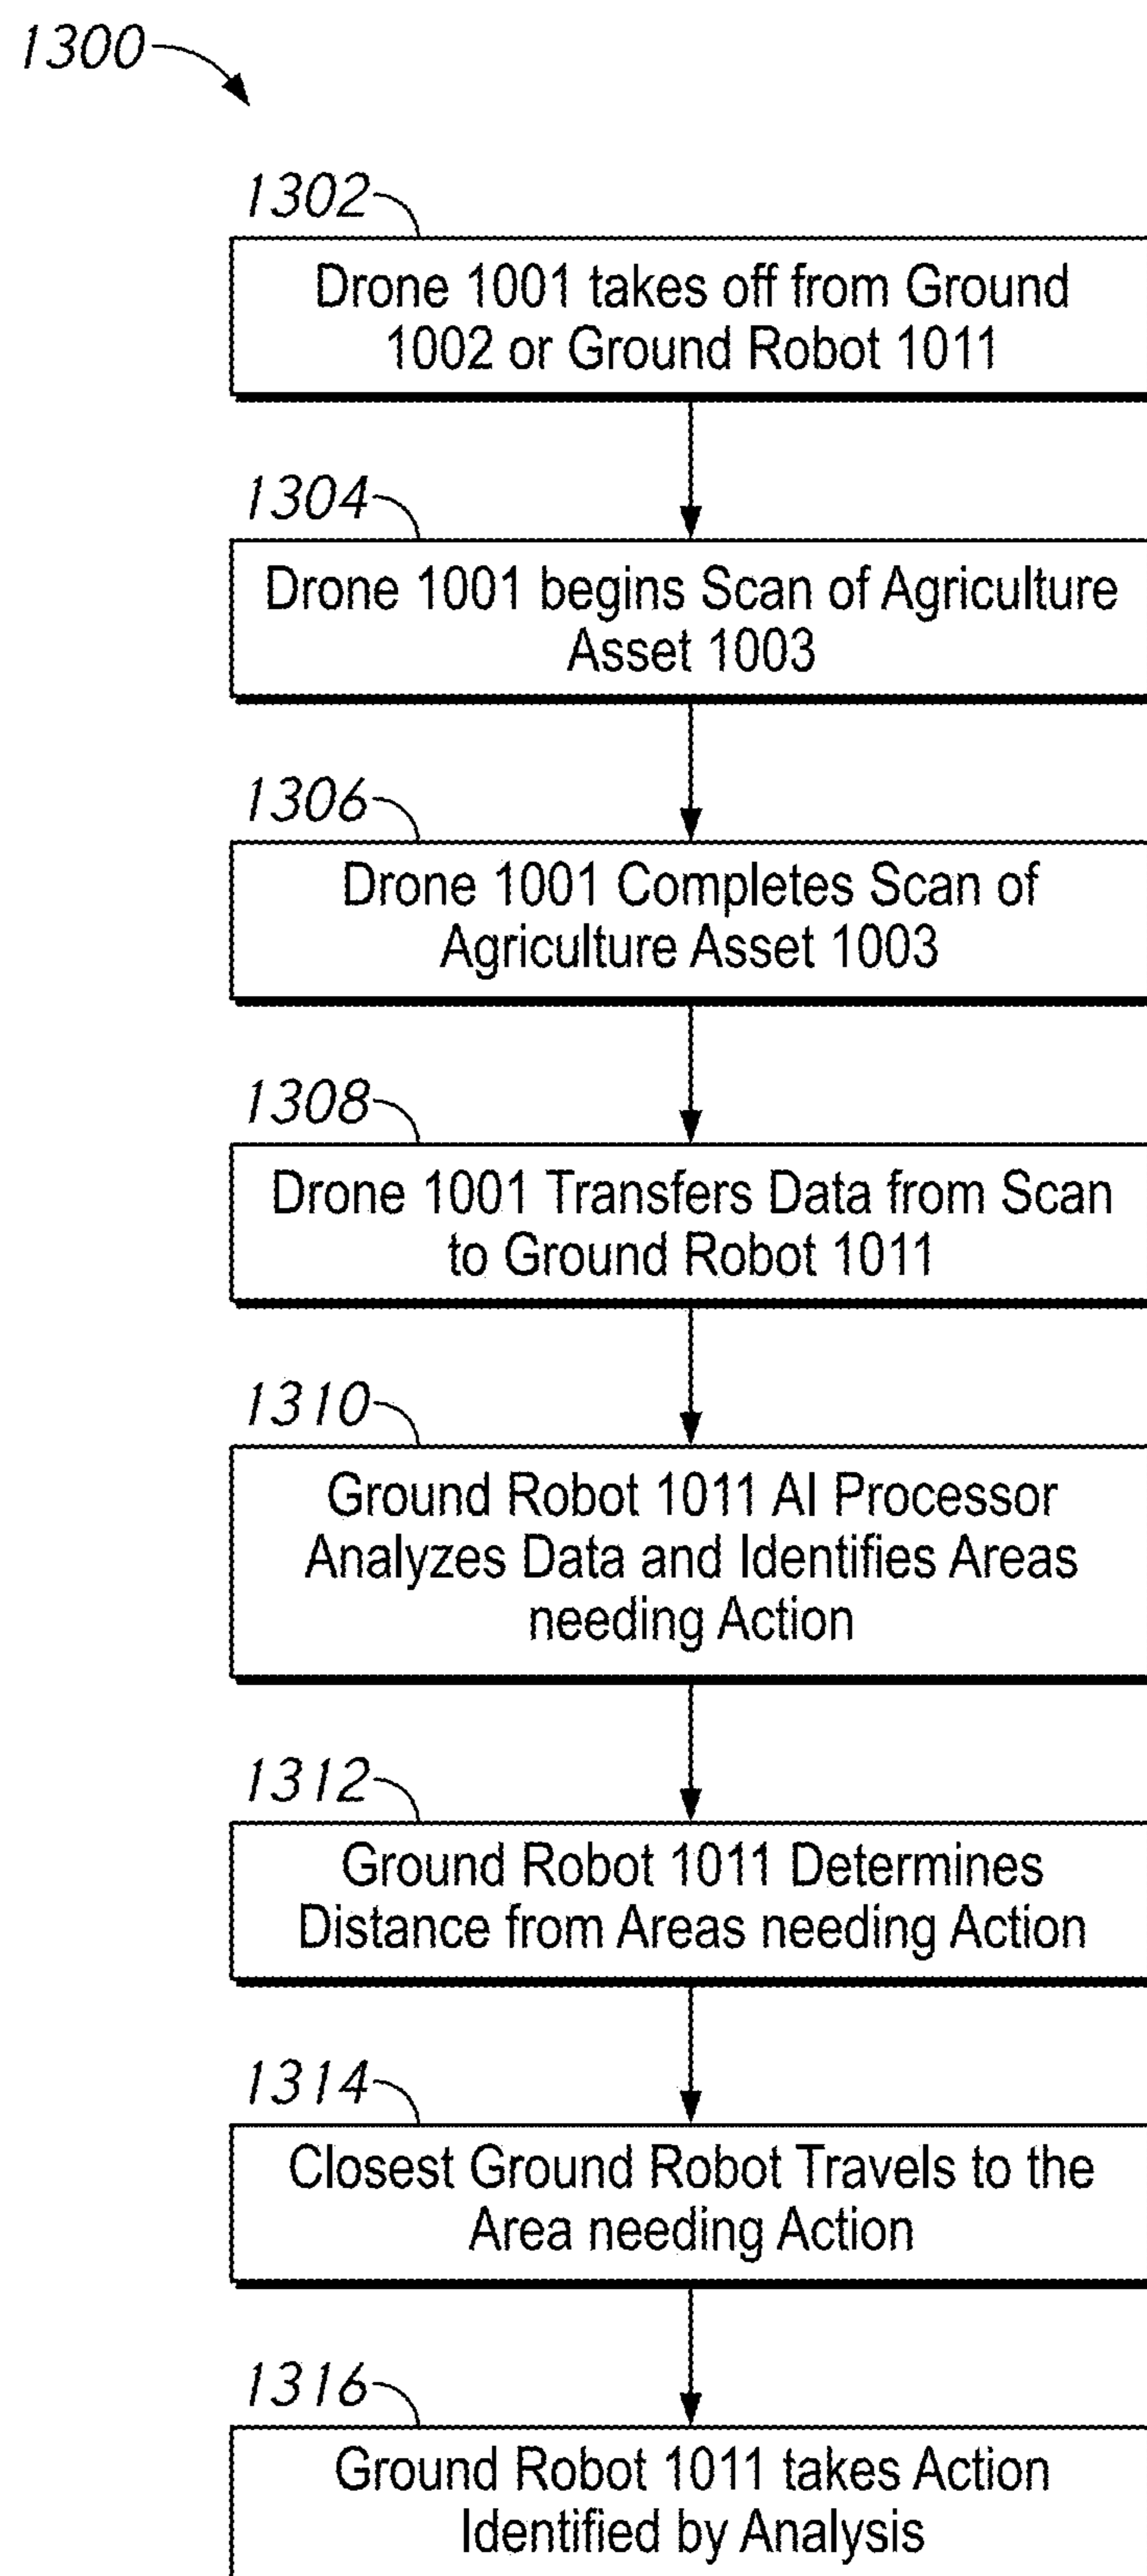 1300
1302
Drone 1001 takes off from Ground
1002 or Ground Robot 1011
1304
Drone 1001 begins Scan of Agriculture
Asset 1003
1306
Drone 1001 Completes Scan of
Agriculture Asset 1003
1308
Drone 1001 Transfers Data from Scan
to Ground Robot 1011
1310
Ground Robot 1011 AI Processor
Analyzes Data and Identifies Areas
needing Action
1312
Ground Robot 1011 Determines
Distance from Areas needing Action
1314
Closest Ground Robot Travels to the
Area needing Action
1316
Ground Robot 1011 takes Action
Identified by Analysis